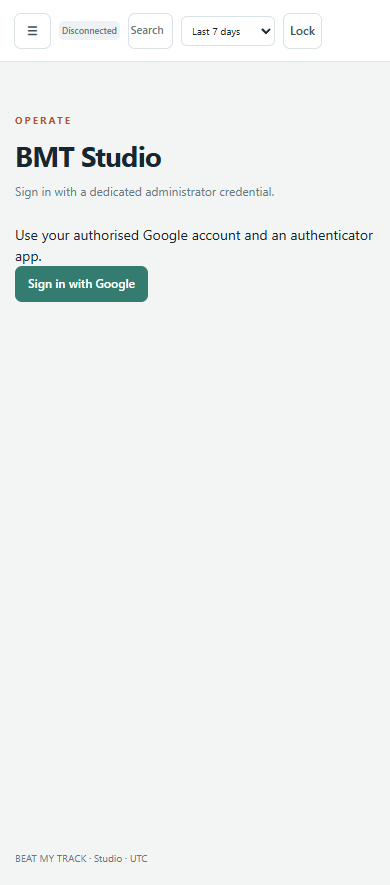 ☰ Disconnected Search Last 7 days Lock
OPERATE
BMT Studio
Sign in with a dedicated administrator credential.
Use your authorised Google account and an authenticator
app.
Sign in with Google
BEAT MY TRACK · Studio · UTC